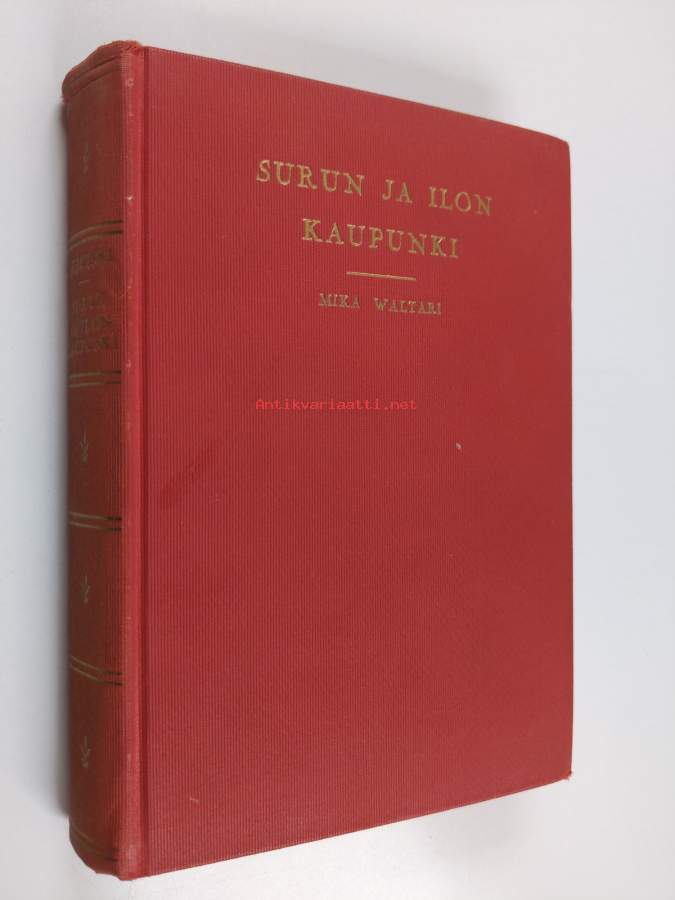 SURUN JA ILON
KAUPUNKI
MIKA WALTARI
Antikvariaatti.net